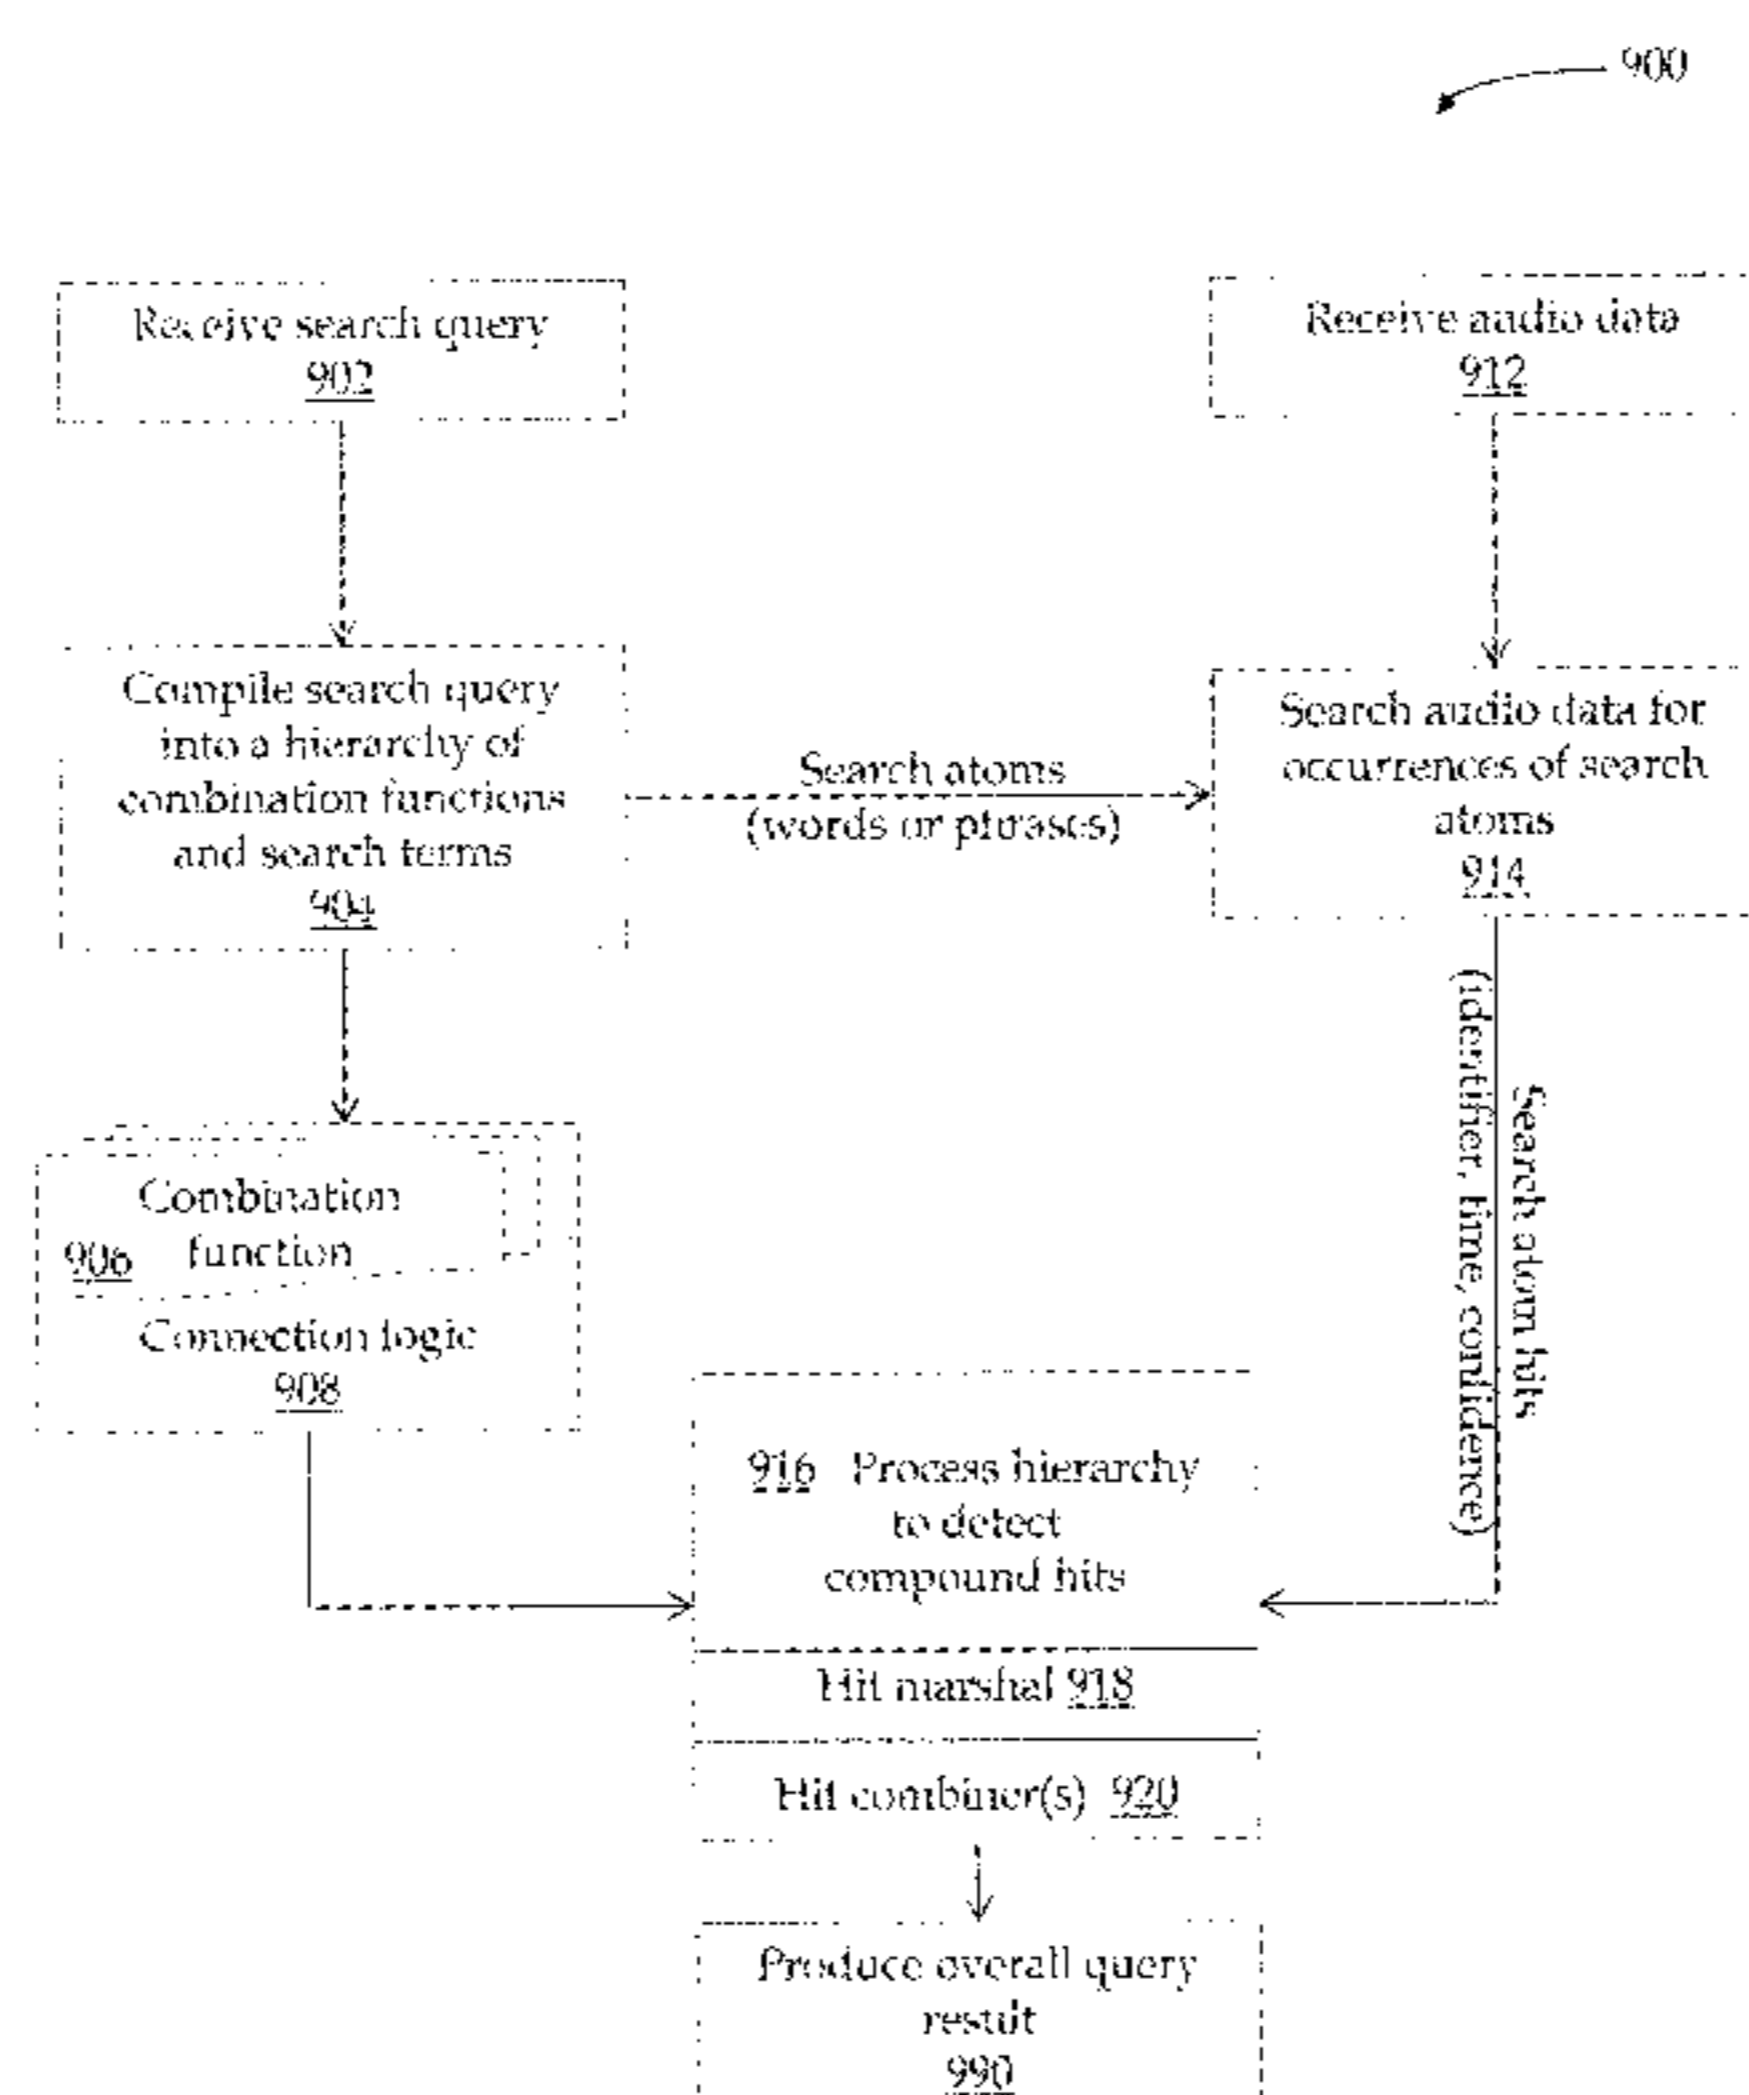 900
Receive search query
902
Receive audio data
912
Compile search query
into a hierarchy of
combination functions
and search terms
904
Search atoms
(words or phrases)
Search audio data for
occurrences of search
atoms
914
Search atom hits
(identifier, time, confidence)
Combination
906 function
Connection logic
908
916 Process hierarchy
to detect
compound hits
Hit marshal 918
Hit combiner(s) 920
Produce overall query
result
990